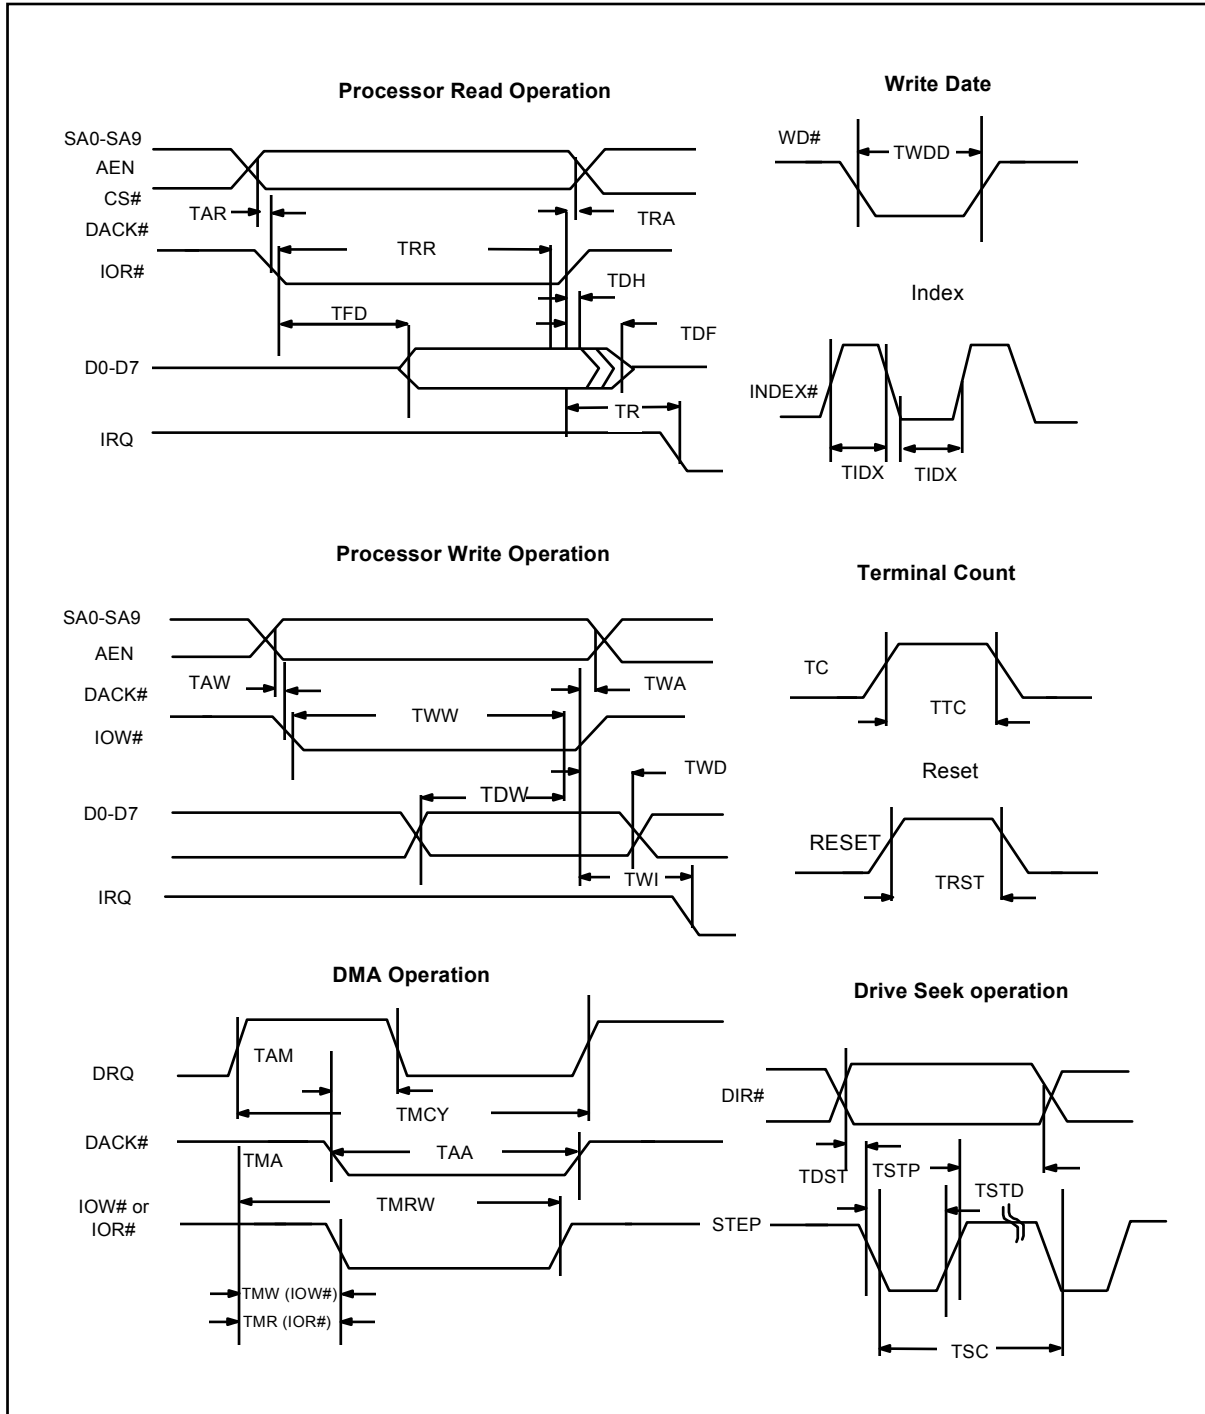 Processor Read Operation
SA0-SA9
AEN
CS#
TAR
TRA
DACK#
TRR
IOR#
TDH
TFD
TDF
D0-D7
TR
IRQ
Write Date
WD#
TWDD
Index
INDEX#
TIDX
TIDX
Processor Write Operation
SA0-SA9
AEN
TAW
TWA
DACK#
TWW
IOW#
TWD
TDW
D0-D7
TWI
IRQ
Terminal Count
TC
TTC
Reset
RESET
TRST
DMA Operation
TAM
DRQ
TMCY
DACK#
TMA
TAA
IOW# or
IOR#
TMRW
TMW (IOW#)
TMR (IOR#)
Drive Seek operation
DIR#
TDST
TSTP
TSTD
STEP
TSC